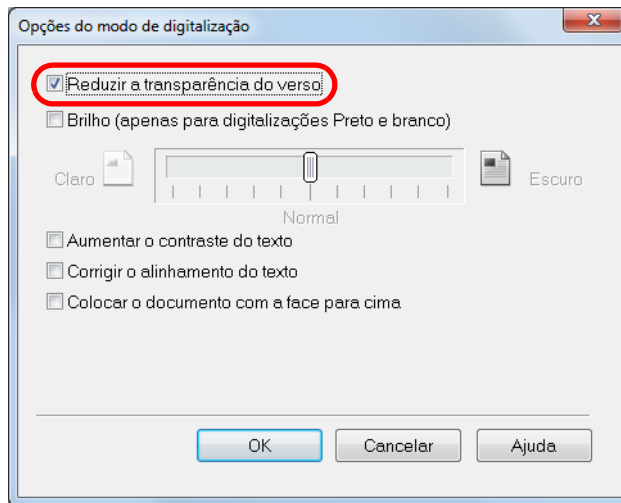 Opções do modo de digitalização
Reduzir a transparência do verso
Brilho (apenas para digitalizações Preto e branco)
Claro Escuro
Normal
Aumentar o contraste do texto
Corrigir o alinhamento do texto
Colocar o documento com a face para cima
OK Cancelar Ajuda